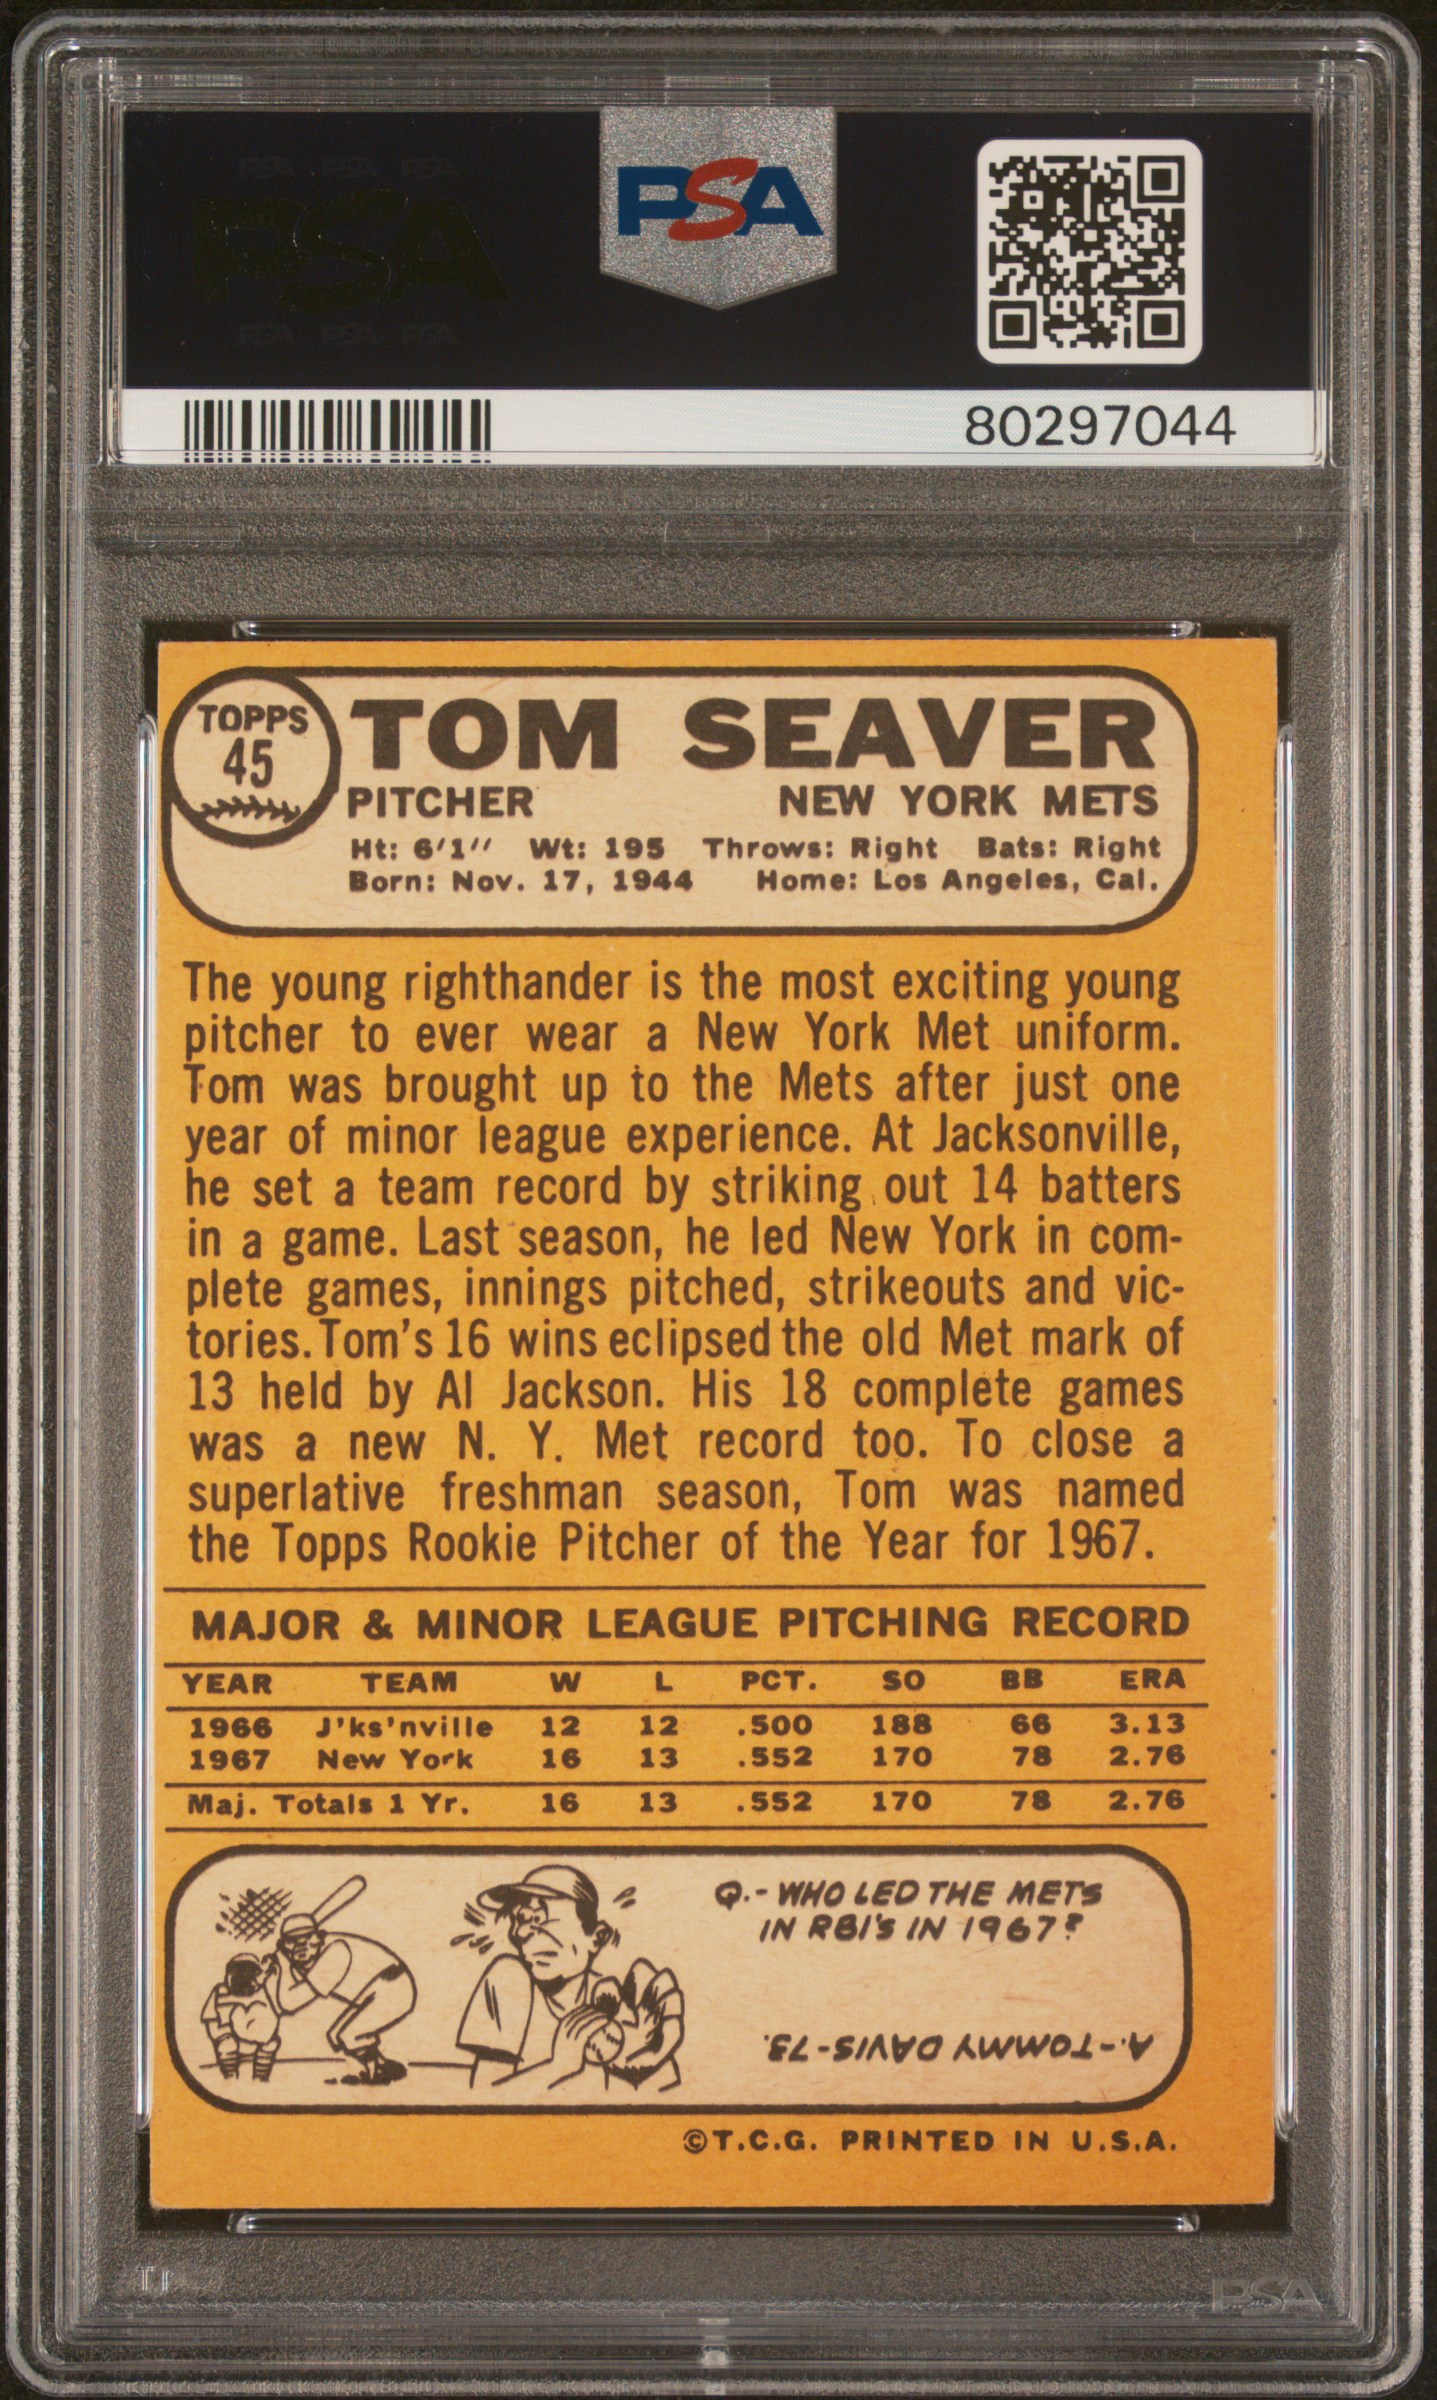 PSA PSA PSA
PSA
PSA PSA PSA
PSA
80297044
TOPPS
45
TOM SEAVER
PITCHER NEW YORK METS
Ht: 6'1" Wt: 195 Throws: Right Bats: Right
Born: Nov. 17, 1944 Home: Los Angeles, Cal.
The young righthander is the most exciting young
pitcher to ever wear a New York Met uniform.
Tom was brought up to the Mets after just one
year of minor league experience. At Jacksonville,
he set a team record by striking out 14 batters
in a game. Last season, he led New York in com-
plete games, innings pitched, strikeouts and vic-
tories. Tom's 16 wins eclipsed the old Met mark of
13 held by Al Jackson. His 18 complete games
was a new N. Y. Met record too. To close a
superlative freshman season, Tom was named
the Topps Rookie Pitcher of the Year for 1967.
MAJOR & MINOR LEAGUE PITCHING RECORD
YEAR TEAM W L PCT. SO BB ERA
1966 J'ks'nville 12 12 .500 188 66 3.13
1967 New York 16 13 .552 170 78 2.76
Maj. Totals 1 Yr. 16 13 .552 170 78 2.76
Q.- WHO LED THE METS
IN RBI'S IN 1967?
A.-TOMMY DAVIS-73.
©T.C.G. PRINTED IN U.S.A.
PSA